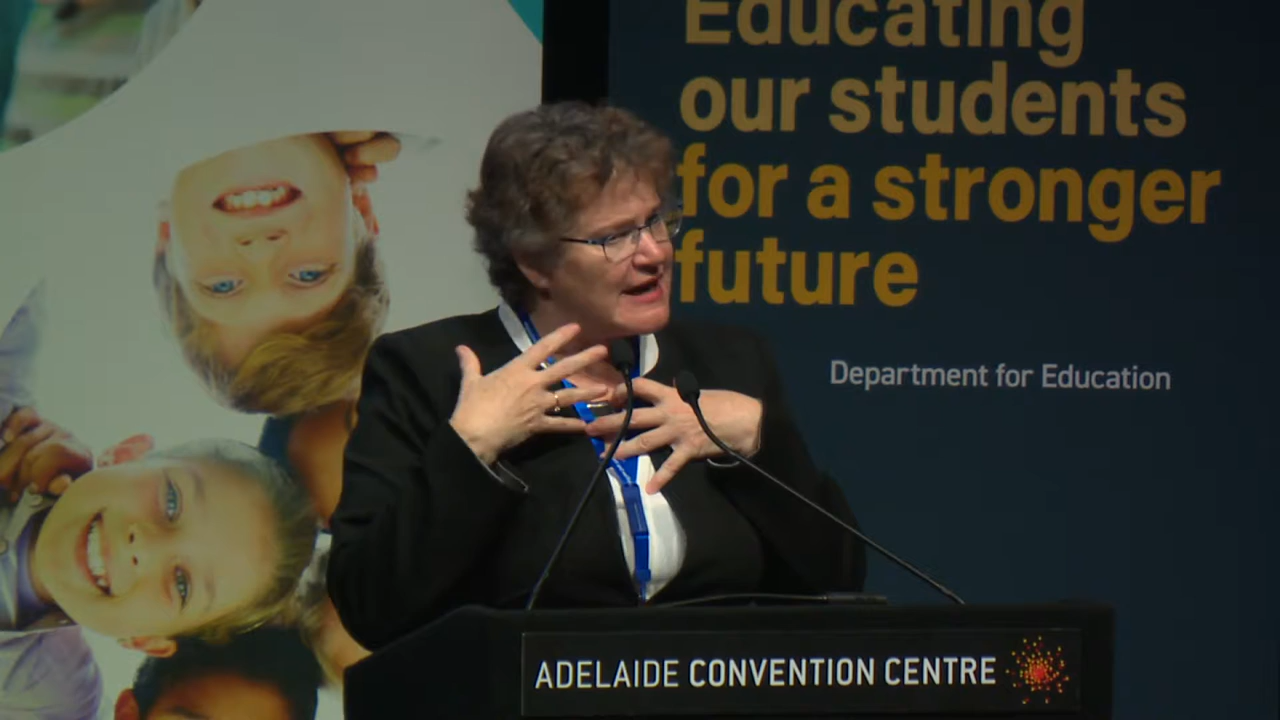 Educating
our students
for a stronger
future
Department for Education
ADELAIDE CONVENTION CENTRE